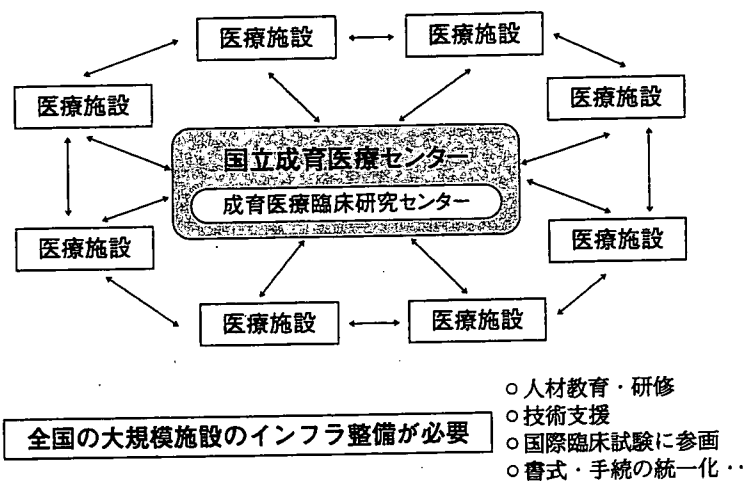 医療施設
医療施設
医療施設
医療施設
国立成育医療センター
成育医療臨床研究センター
医療施設
医療施設
医療施設
医療施設
全国の大規模施設のインフラ整備が必要
○人材教育・研修
○技術支援
○国際臨床試験に参画
○書式・手続の統一化・・